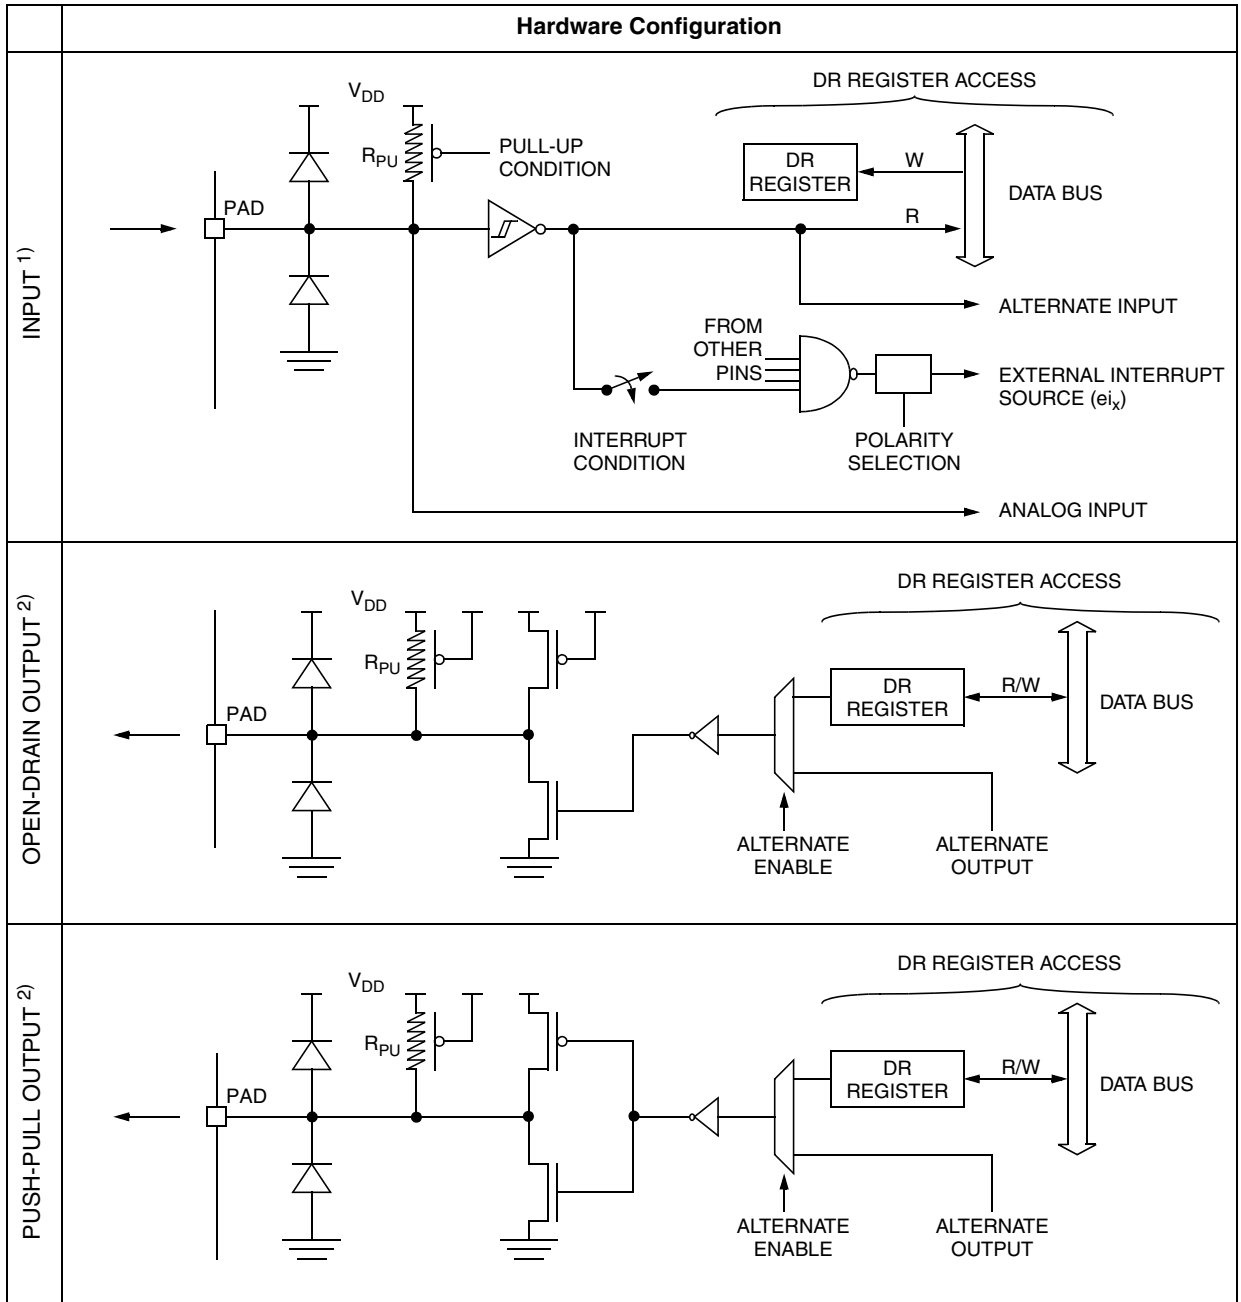 Hardware Configuration
INPUT 1)
DR REGISTER ACCESS
VDD
RPU
PULL-UP
CONDITION
DR
REGISTER
W
DATA BUS
PAD
R
ALTERNATE INPUT
FROM
OTHER
PINS
EXTERNAL INTERRUPT
SOURCE (eix)
INTERRUPT
CONDITION
POLARITY
SELECTION
ANALOG INPUT
OPEN-DRAIN OUTPUT 2)
DR REGISTER ACCESS
VDD
RPU
DR
REGISTER
R/W
DATA BUS
PAD
ALTERNATE
ENABLE
ALTERNATE
OUTPUT
PUSH-PULL OUTPUT 2)
DR REGISTER ACCESS
VDD
RPU
DR
REGISTER
R/W
DATA BUS
PAD
ALTERNATE
ENABLE
ALTERNATE
OUTPUT